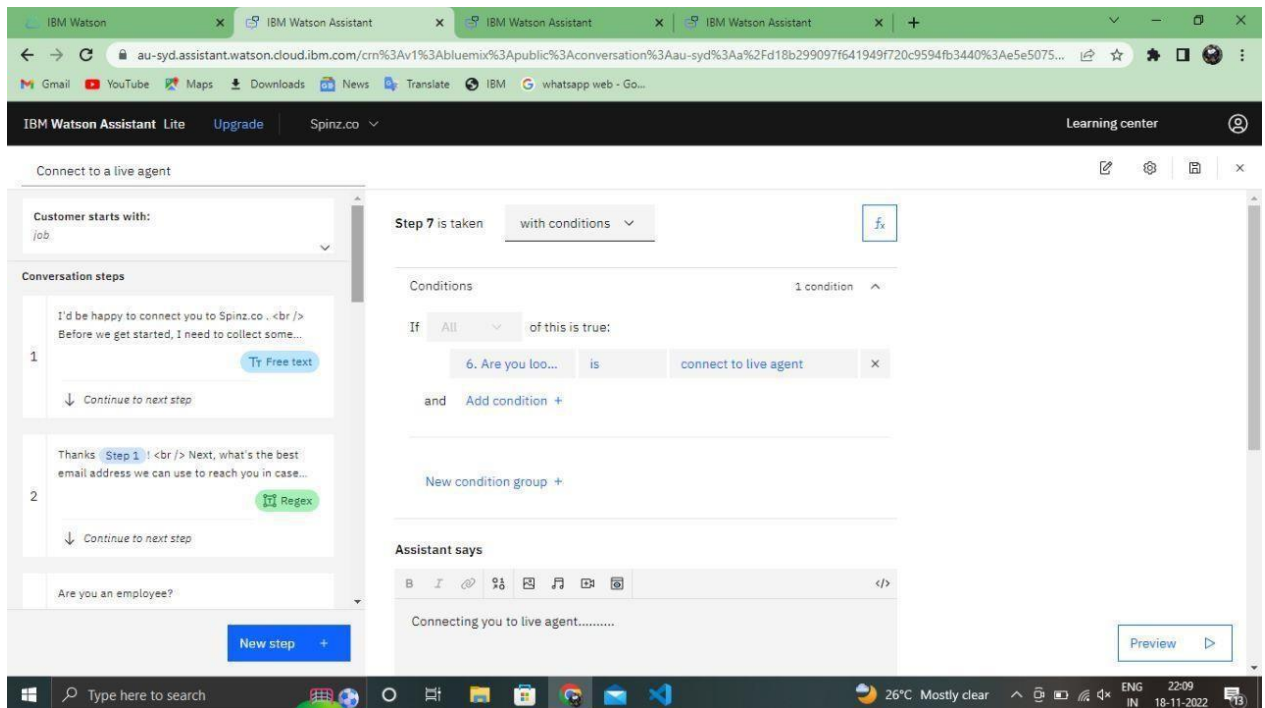 IBM Watson
IBM Watson Assistant
IBM Watson Assistant
IBM Watson Assistant
au-syd.assistant.watson.cloud.ibm.com/crn%3Av1%3Abluemix%3Apublic%3Aconversation%3Aau-syd%3Aa%2Fd18b299097f641949f720c9594fb3440%3Ae5e5075...
Gmail YouTube Maps Downloads News Translate IBM whatsapp web - Go...
IBM Watson Assistant Lite Upgrade Spinz.co Learning center
Connect to a live agent
Customer starts with:
job
Conversation steps
1
I'd be happy to connect you to Spinz.co . <br />
Before we get started, I need to collect some...
Free text
Continue to next step
2
Thanks Step 1 ! <br /> Next, what's the best
email address we can use to reach you in case...
Regex
Continue to next step
Are you an employee?
New step +
Step 7 is taken with conditions fx
Conditions 1 condition
If All of this is true:
6. Are you loo... is connect to live agent
and Add condition +
New condition group +
Assistant says
B I </>
Connecting you to live agent..........
Preview
Type here to search
26°C Mostly clear
ENG
IN
22:09
18-11-2022
13